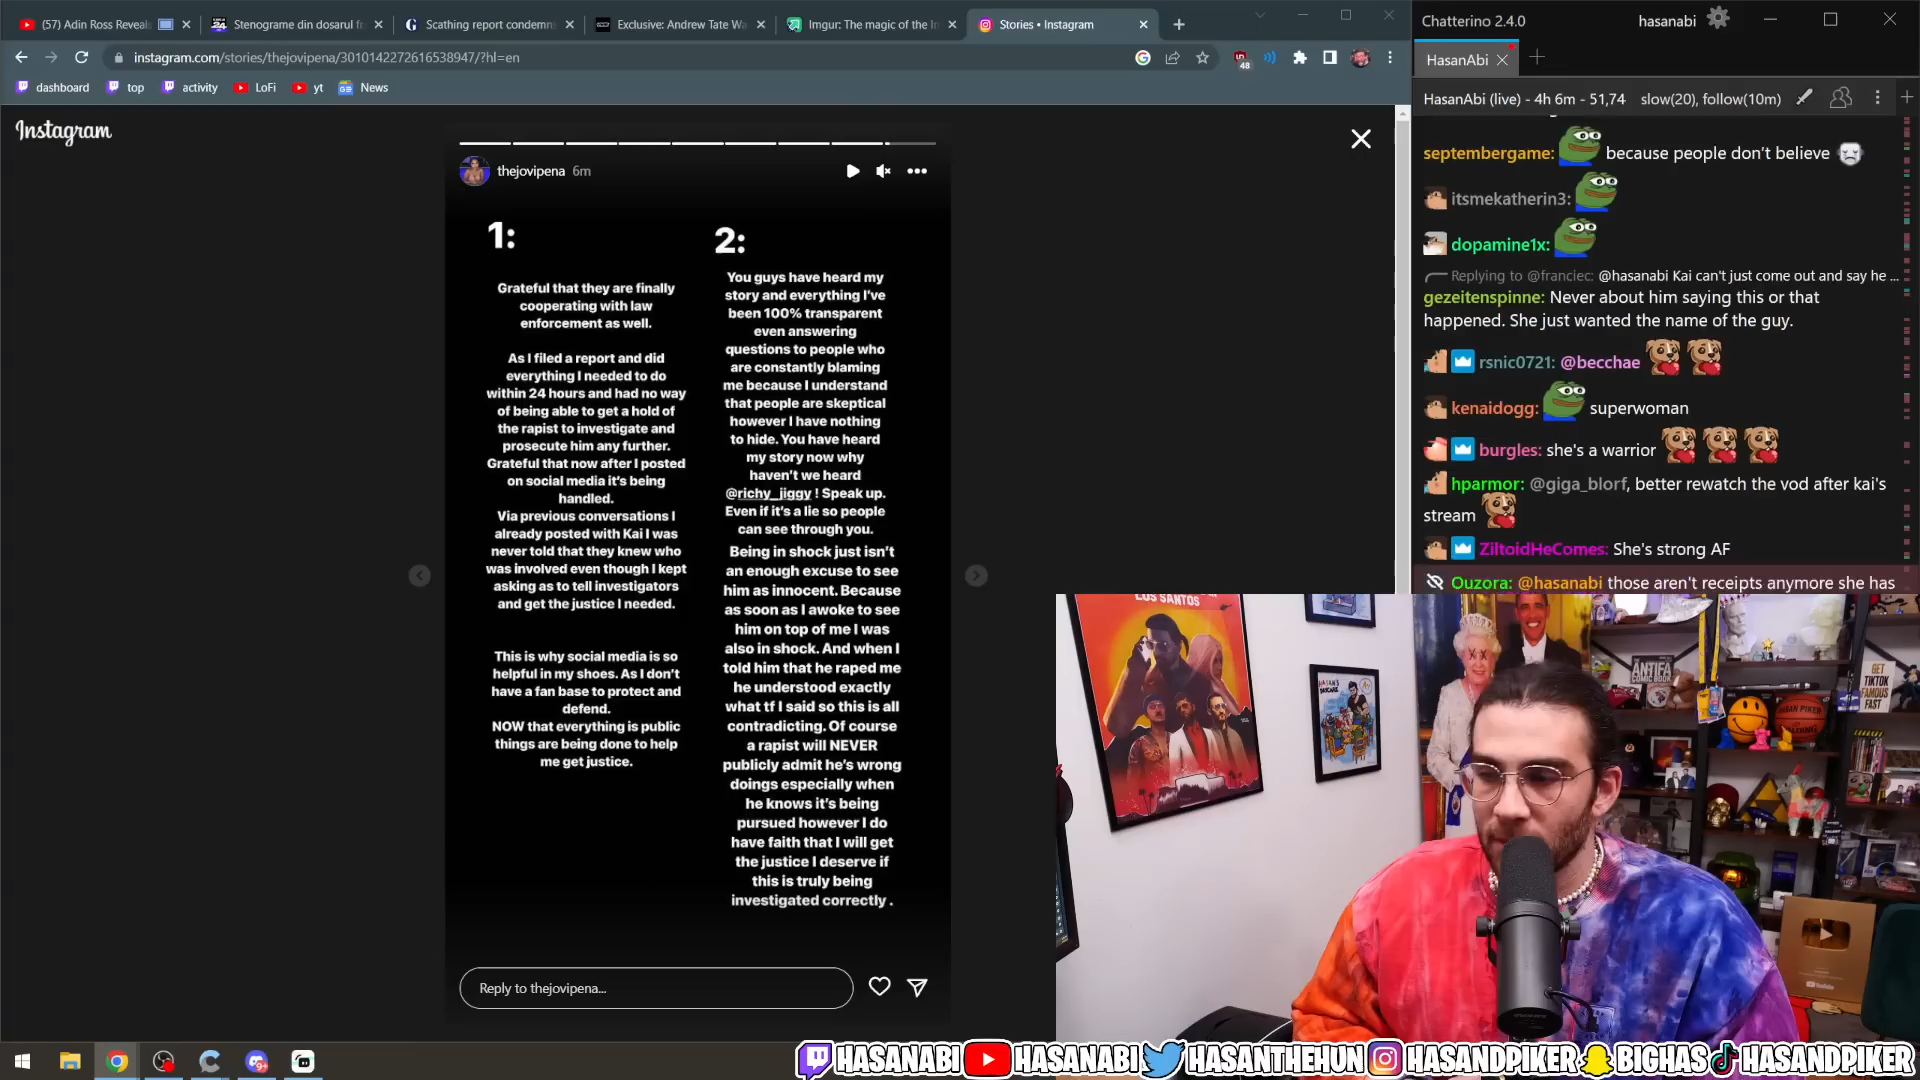 (57) Adin Ross Reveals
Stenograme din dosarul fr
Scathing report condemn
Exclusive: Andrew Tate Wa
Imgur: The magic of the In
Stories • Instagram
instagram.com/stories/thejovipena/3010142272616538947/?hl=en
48
dashboard
top
activity
LoFi
yt
News
Instagram
thejovipena 6m
1:
Grateful that they are finally
cooperating with law
enforcement as well.
As I filed a report and did
everything I needed to do
within 24 hours and had no way
of being able to get a hold of
the rapist to investigate and
prosecute him any further.
Grateful that now after I posted
on social media it's being
handled.
Via previous conversations I
already posted with Kai I was
never told that they knew who
was involved even though I kept
asking as to tell investigators
and get the justice I needed.
This is why social media is so
helpful in my shoes. As I don't
have a fan base to protect and
defend.
NOW that everything is public
things are being done to help
me get justice.
2:
You guys have heard my
story and everything I've
been 100% transparent
even answering
questions to people who
are constantly blaming
me because I understand
that people are skeptical
however I have nothing
to hide. You have heard
my story now why
haven't we heard
@richy_jiggy ! Speak up.
Even if it's a lie so people
can see through you.
Being in shock just isn't
an enough excuse to see
him as innocent. Because
as soon as I awoke to see
him on top of me I was
also in shock. And when I
told him that he raped me
he understood exactly
what tf I said so this is all
contradicting. Of course
a rapist will NEVER
publicly admit he's wrong
doings especially when
he knows it's being
pursued however I do
have faith that I will get
the justice I deserve if
this is truly being
investigated correctly .
Reply to thejovipena...
Chatterino 2.4.0
hasanabi
HasanAbi
HasanAbi (live) - 4h 6m - 51,74
slow(20), follow(10m)
septembergame: because people don't believe
itsmekatherin3:
dopamine1x:
Replying to @franciec: @hasanabi Kai can't just come out and say he ...
gezeitenspinne: Never about him saying this or that
happened. She just wanted the name of the guy.
rsnic0721: @becchae
kenaidogg: superwoman
burgles: she's a warrior
hparmor: @giga_blorf, better rewatch the vod after kai's
stream
ZiltoidHeComes: She's strong AF
Ouzora: @hasanabi those aren't receipts anymore she has
LOS SANTOS
ANTIFA
COMIC BOOK
GET
TIKTOK
FAMOUS
FAST
HASAN PIKER
HASANABI
HASANABI
HASANTHEHUN
HASANDPIKER
BIGHAS
HASANDPIKER